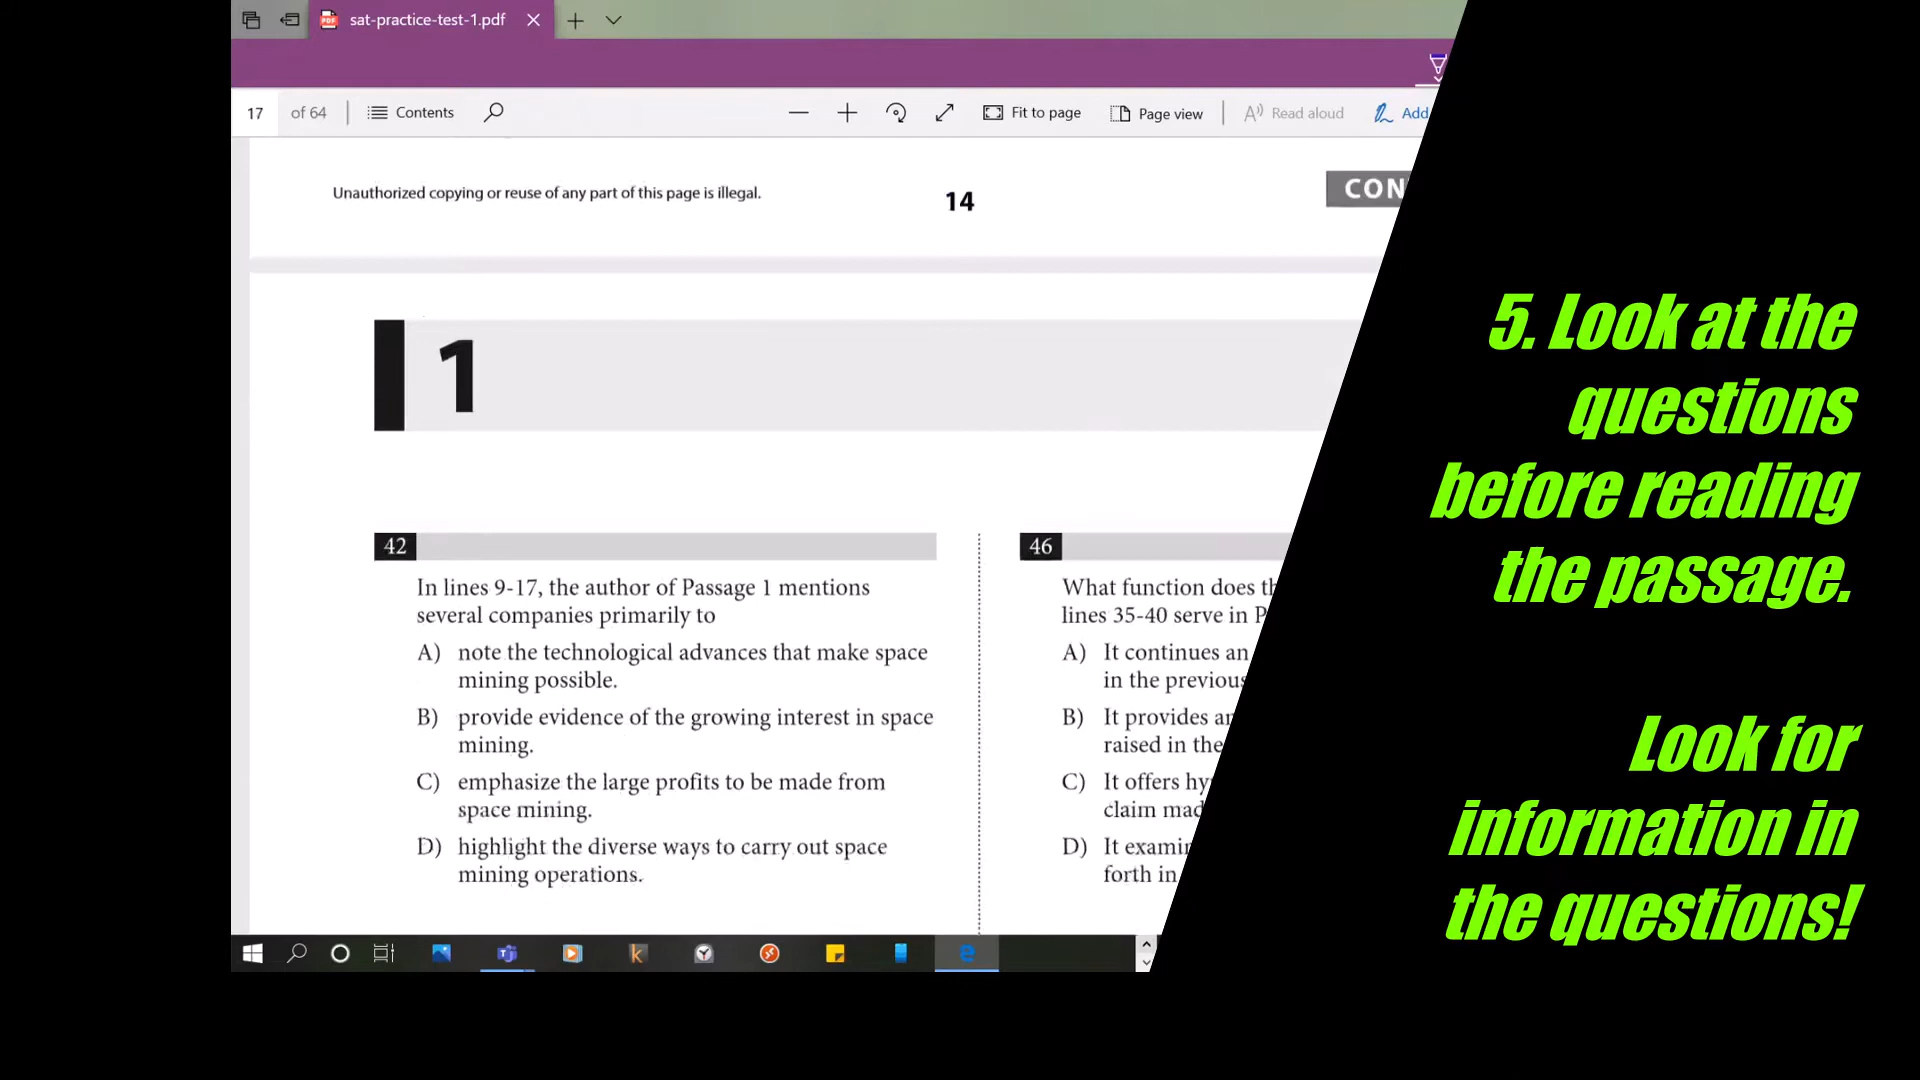 sat-practice-test-1.pdf
17 of 64 Contents Fit to page Page view Read aloud Add
Unauthorized copying or reuse of any part of this page is illegal.
14
CON
1
42
In lines 9-17, the author of Passage 1 mentions
several companies primarily to
A) note the technological advances that make space
mining possible.
B) provide evidence of the growing interest in space
mining.
C) emphasize the large profits to be made from
space mining.
D) highlight the diverse ways to carry out space
mining operations.
46
What function does
lines 35-40 serve in
A) It continues an
in the previous
B) It provides
raised in the
C) It offers
claim
D) It
forth in
5. Look at the
questions
before reading
the passage.
Look for
information in
the questions!